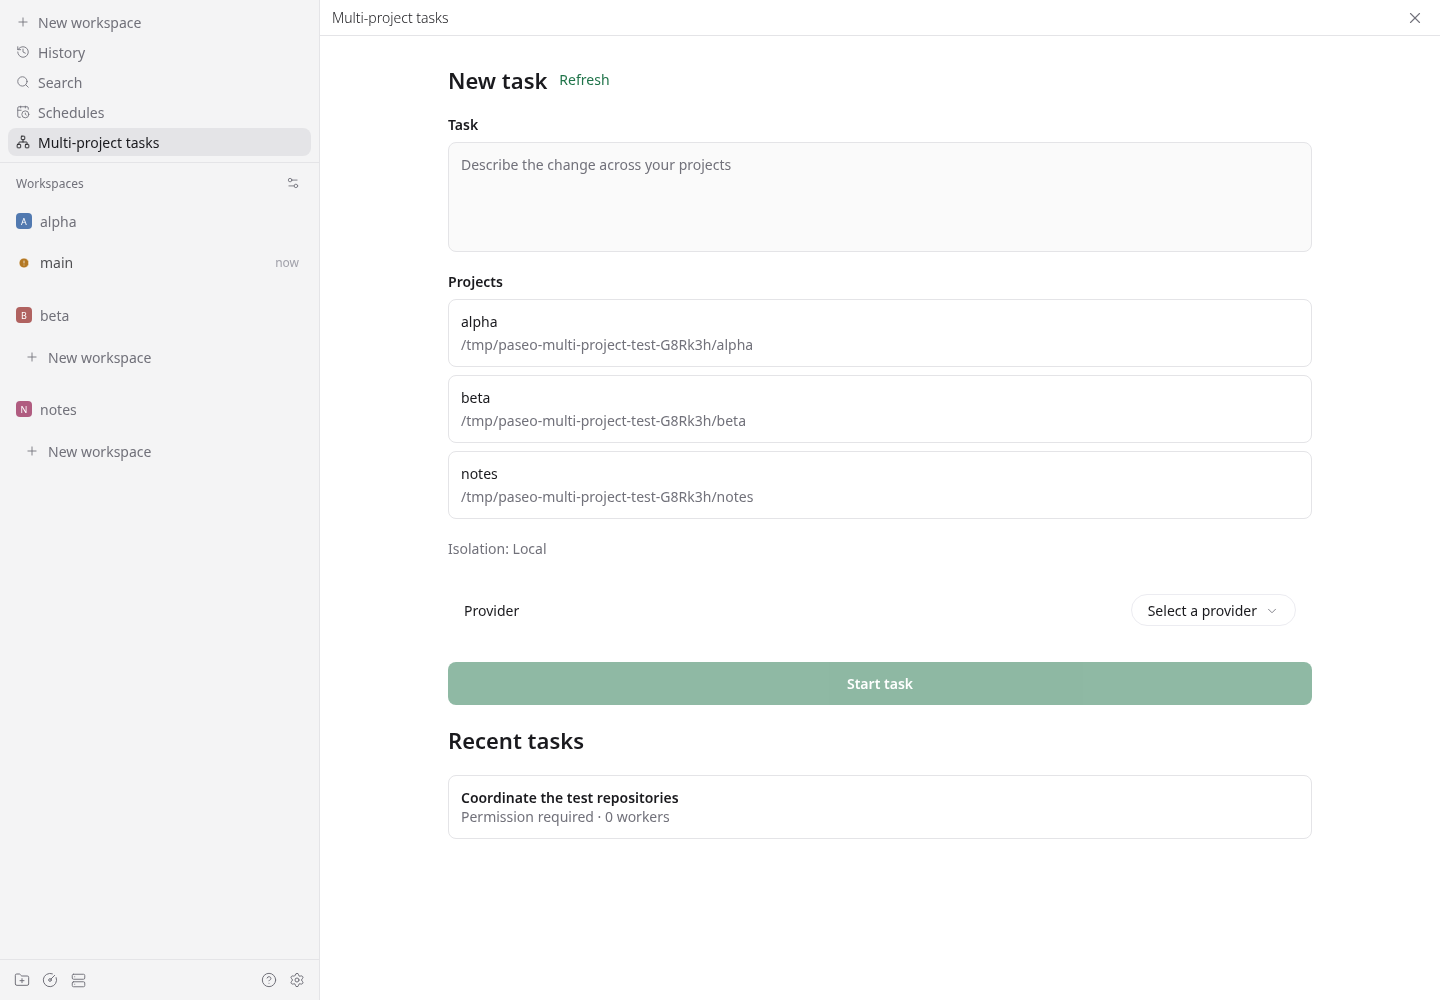 New workspace
History
Search
Schedules
Multi-project tasks
Workspaces
A alpha
main now
B beta
New workspace
N notes
New workspace
Multi-project tasks
New task Refresh
Task
Describe the change across your projects
Projects
alpha
/tmp/paseo-multi-project-test-G8Rk3h/alpha
beta
/tmp/paseo-multi-project-test-G8Rk3h/beta
notes
/tmp/paseo-multi-project-test-G8Rk3h/notes
Isolation: Local
Provider Select a provider
Start task
Recent tasks
Coordinate the test repositories
Permission required · 0 workers